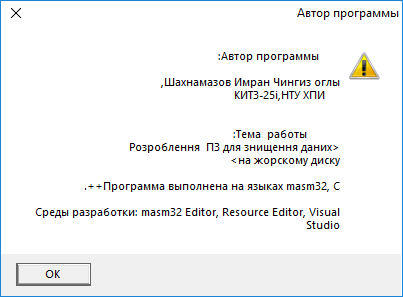 Автор программы
:Автор программы
,Шахнамазов Имран Чингиз оглы
КИТЗ-25i,НТУ ХПИ
:Тема  работы
Розроблення  ПЗ для знищення даних>
<на жорскому диску
.++Программа выполнена на языках masm32, C
Среды разработки: masm32 Editor, Resource Editor, Visual
Studio
OK